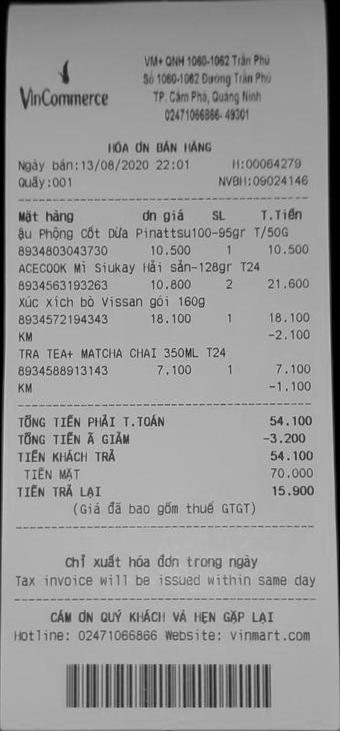 VinCommerce
VM+ QNH 1060-1062 Trần Phú
Số 1060-1062 Đường Trần Phú
TP. Cẩm Phả, Quảng Ninh
02471066866- 49301
HÓA ƠN BÁN HÀNG
Ngày bán:13/08/2020 22:01 H:00064279
Quầy:001 NVBH:09024146
Mặt hàng ơn giá SL T.Tiền
ậu Phộng Cốt Dừa Pinattsu100-95gr T/50G
8934803043730 10.500 1 10.500
ACECOOK Mì Siukay Hải sản-128gr T24
8934563193263 10.800 2 21.600
Xúc xích bò Vissan gói 160g
8934572194343 18.100 1 18.100
KM -2.100
TRA TEA+ MATCHA CHAI 350ML T24
8934588913143 7.100 1 7.100
KM -1.100
TỔNG TIỀN PHẢI T.TOÁN 54.100
TỔNG TIỀN Ã GIẢM -3.200
TIỀN KHÁCH TRẢ 54.100
TIỀN MẶT 70.000
TIỀN TRẢ LẠI 15.900
(Giá đã bao gồm thuế GTGT)
Chỉ xuất hóa đơn trong ngày
Tax invoice will be issued within same day
CẢM ƠN QUÝ KHÁCH VÀ HẸN GẶP LẠI
Hotline: 02471066866 Website: vinmart.com